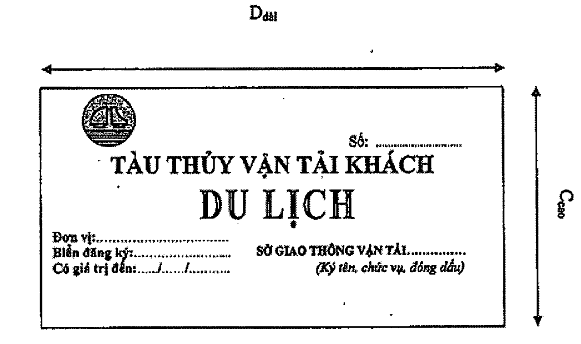 Ddài
Số: ........................
TÀU THỦY VẬN TẢI KHÁCH
DU LỊCH
Đơn vị:..................................
Biển đăng ký:.........................
Có giá trị đến:....../....../...........
SỞ GIAO THÔNG VẬN TẢI...............
(Ký tên, chức vụ, đóng dấu)
Ccao